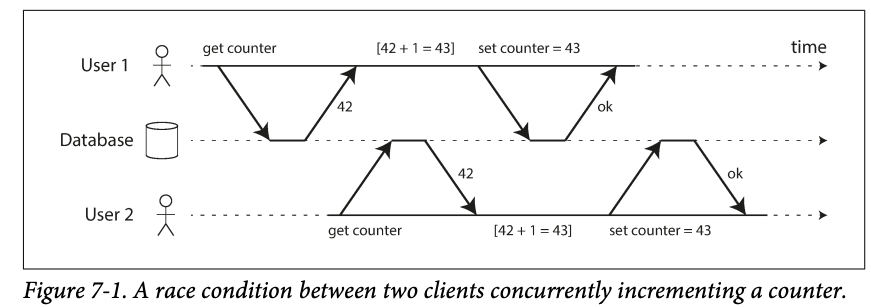 get counter [42 + 1 = 43] set counter = 43 time
User 1
42 ok
Database
42 ok
User 2
get counter [42 + 1 = 43] set counter = 43
Figure 7-1. A race condition between two clients concurrently incrementing a counter.